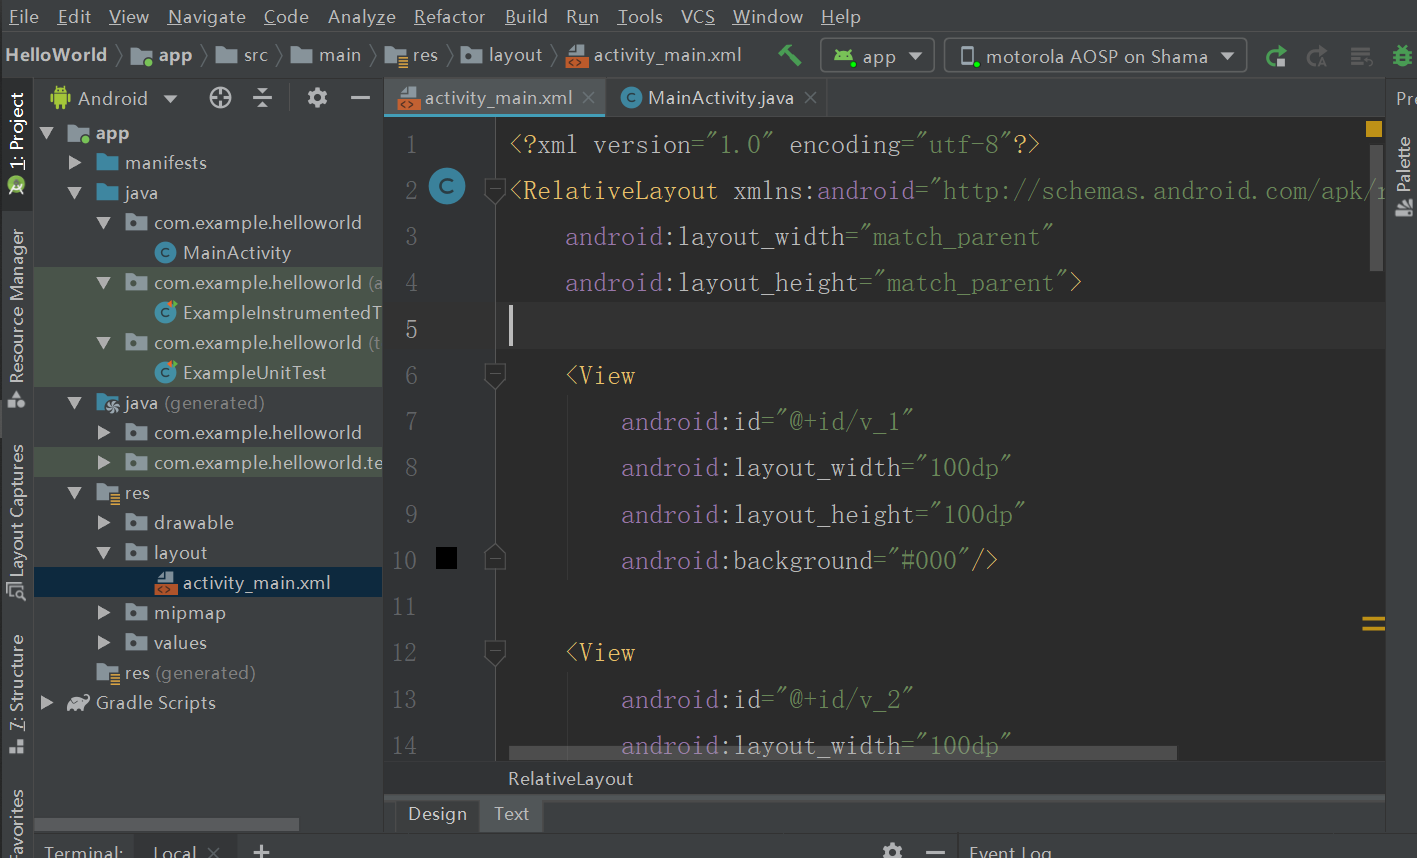 File Edit View Navigate Code Analyze Refactor Build Run Tools VCS Window Help
HelloWorld app src main res layout activity_main.xml app motorola AOSP on Shama
1: Project
Resource Manager
Layout Captures
7: Structure
Favorites
Android
app
manifests
java
com.example.helloworld
MainActivity
com.example.helloworld (a
ExampleInstrumentedT
com.example.helloworld (t
ExampleUnitTest
java (generated)
com.example.helloworld
com.example.helloworld.te
res
drawable
layout
activity_main.xml
mipmap
values
res (generated)
Gradle Scripts
activity_main.xml MainActivity.java
1 <?xml version="1.0" encoding="utf-8"?>
2 <RelativeLayout xmlns:android="http://schemas.android.com/apk/r
3 android:layout_width="match_parent"
4 android:layout_height="match_parent">
5
6 <View
7 android:id="@+id/v_1"
8 android:layout_width="100dp"
9 android:layout_height="100dp"
10 android:background="#000"/>
11
12 <View
13 android:id="@+id/v_2"
14 android:layout_width="100dp"
RelativeLayout
Design Text
Pre
Palette
Terminal: Local Event Log